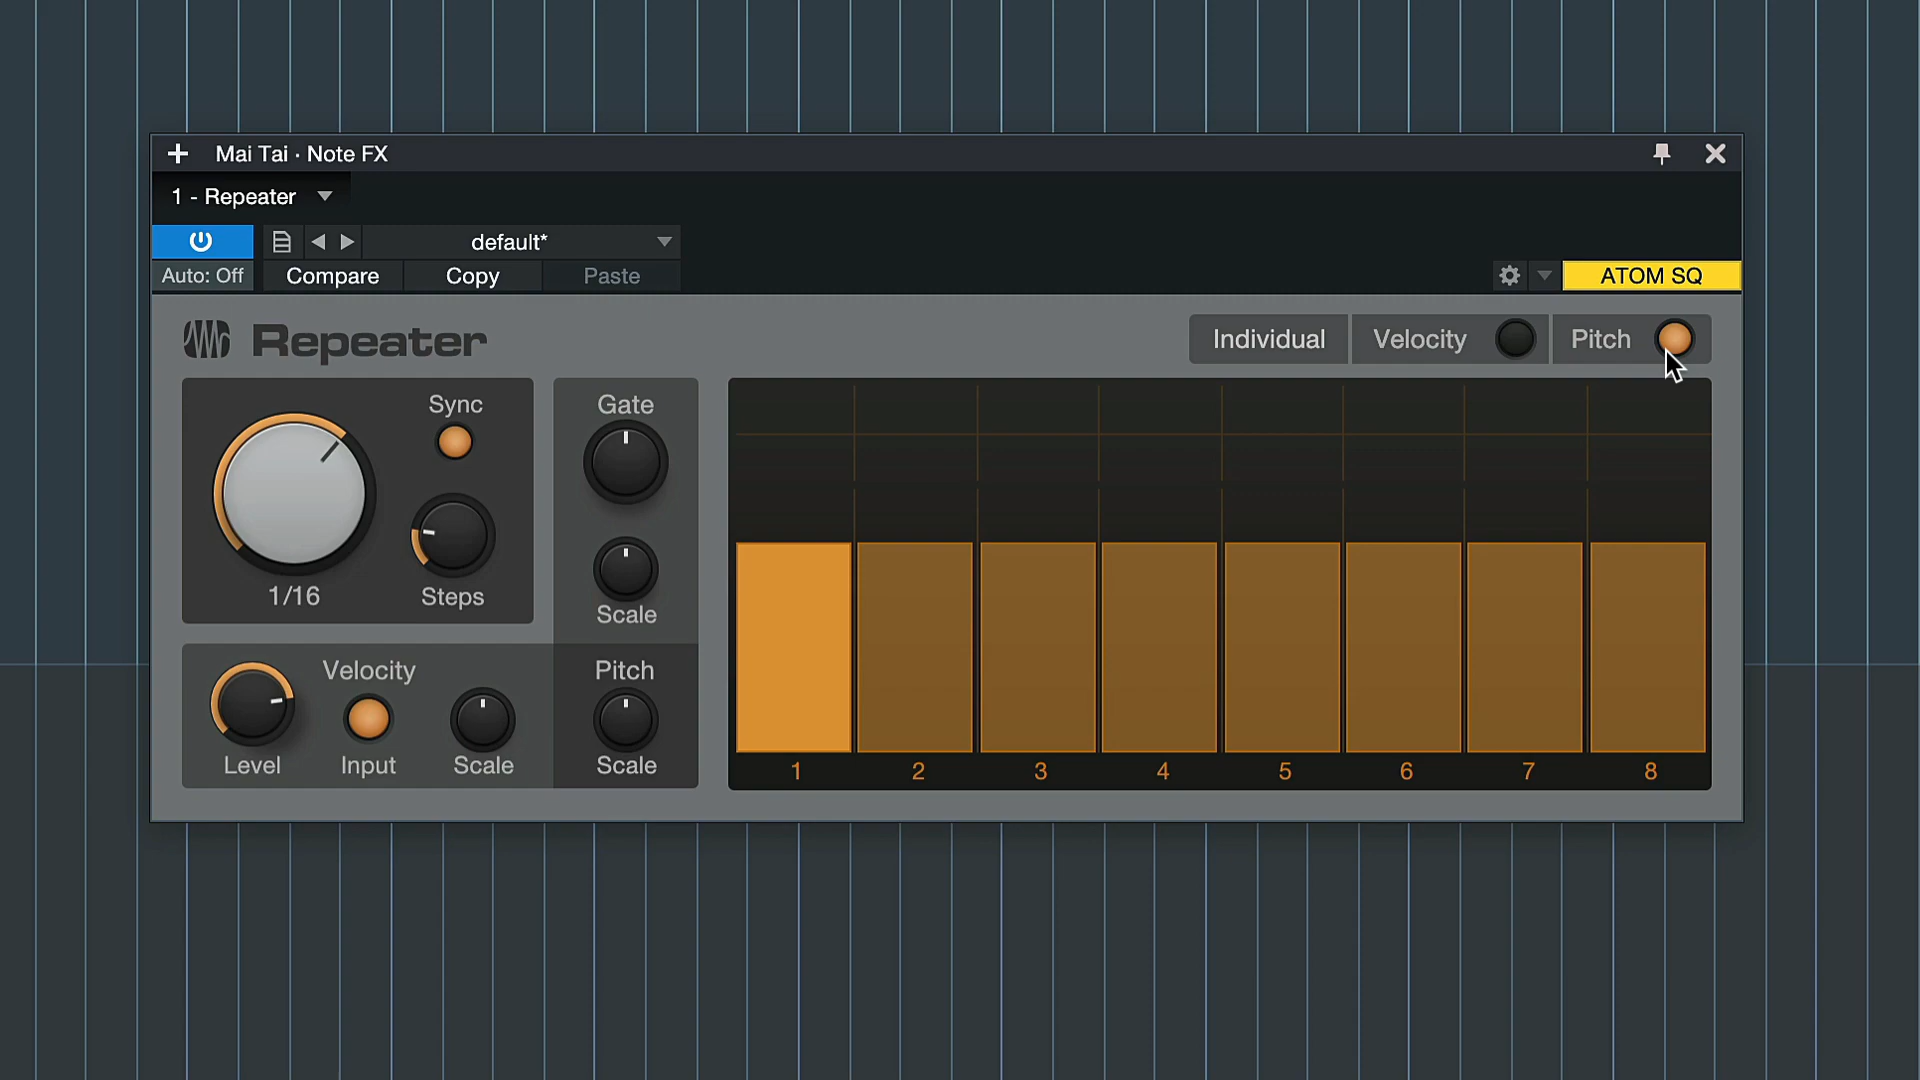 Mai Tai · Note FX
1 - Repeater
default*
Auto: Off Compare Copy Paste ATOM SQ
Repeater
Individual Velocity Pitch
Sync
1/16
Steps
Gate
Scale
Velocity
Level Input Scale
Pitch
Scale
1 2 3 4 5 6 7 8